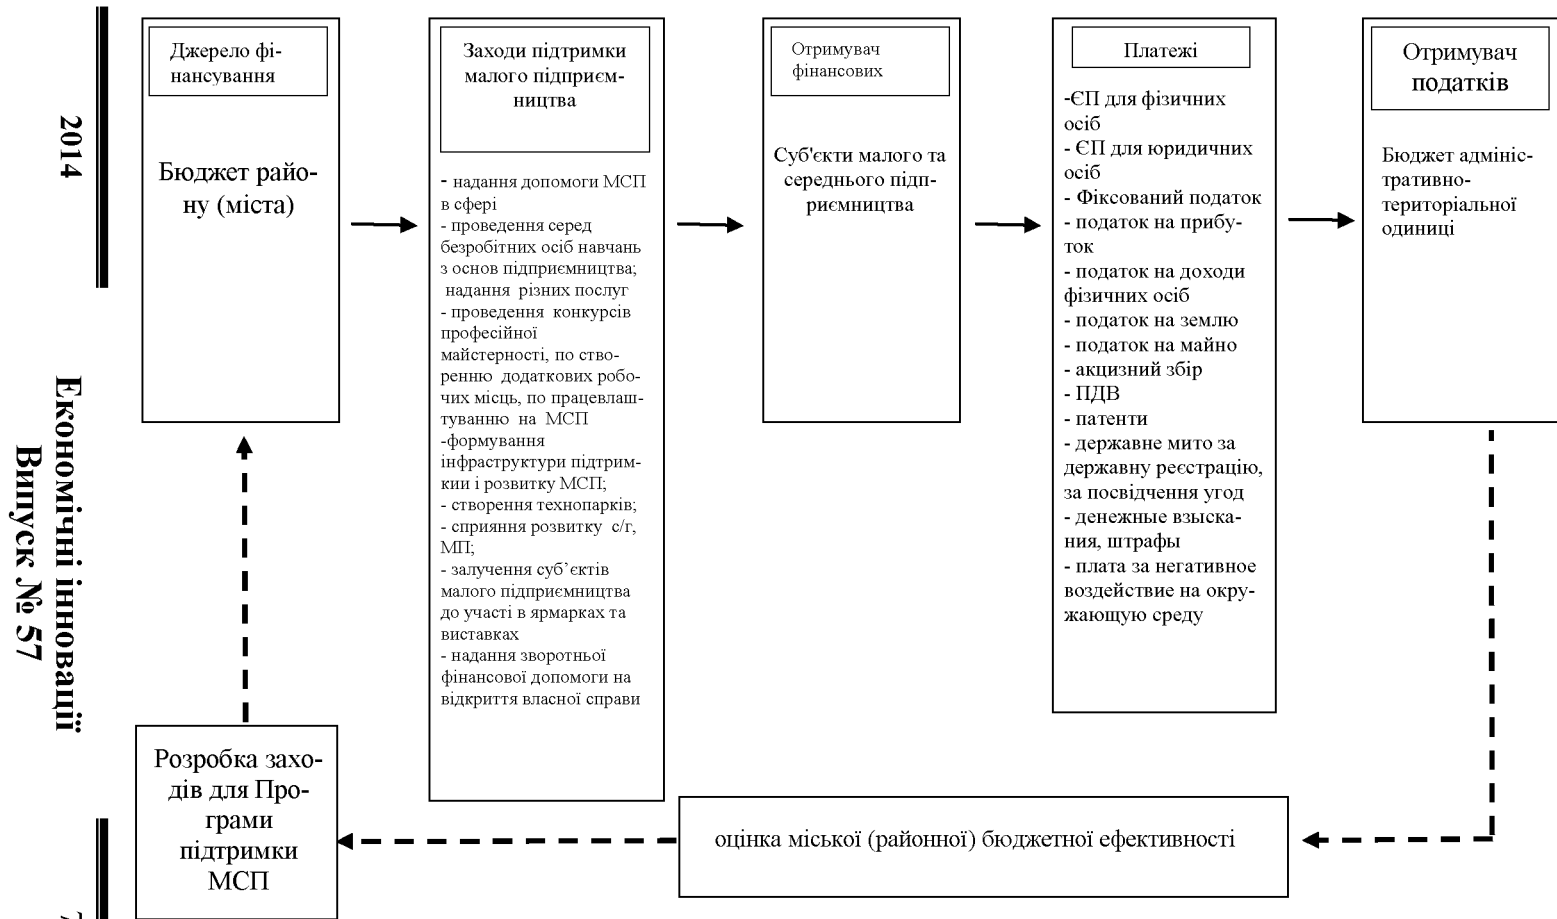 2014
Економічні інновації
Випуск № 57
Джерело фі-
нансування
Бюджет райо-
ну (міста)
Заходи підтримки
малого підприєм-
ництва
- надання допомоги МСП
в сфері
- проведення серед
безробітних осіб навчань
з основ підприємництва;
надання різних послуг
- проведення конкурсів
професійної
майстерності, по ство-
ренню додаткових робо-
чих місць, по працевлаш-
туванню на МСП
-формування
інфраструктури підтрим-
кии і розвитку МСП;
- створення технопарків;
- сприяння розвитку с/г,
МП;
- залучення суб’єктів
малого підприємництва
до участі в ярмарках та
виставках
- надання зворотньої
фінансової допомоги на
відкриття власної справи
Отримувач
фінансових
Суб'єкти малого та
середнього підп-
риємництва
Платежі
-ЄП для фізичних
осіб
- ЄП для юридичних
осіб
- Фіксований податок
- податок на прибу-
ток
- податок на доходи
фізичних осіб
- податок на землю
- податок на майно
- акцизний збір
- ПДВ
- патенти
- державне мито за
державну реєстрацію,
за посвідчення угод
- денежные взыска-
ния, штрафы
- плата за негативное
воздействие на окру-
жающую среду
Отримувач
податків
Бюджет адмініс-
тративно-
територіальної
одиниці
Розробка захо-
дів для Про-
грами
підтримки
МСП
оцінка міської (районної) бюджетної ефективності